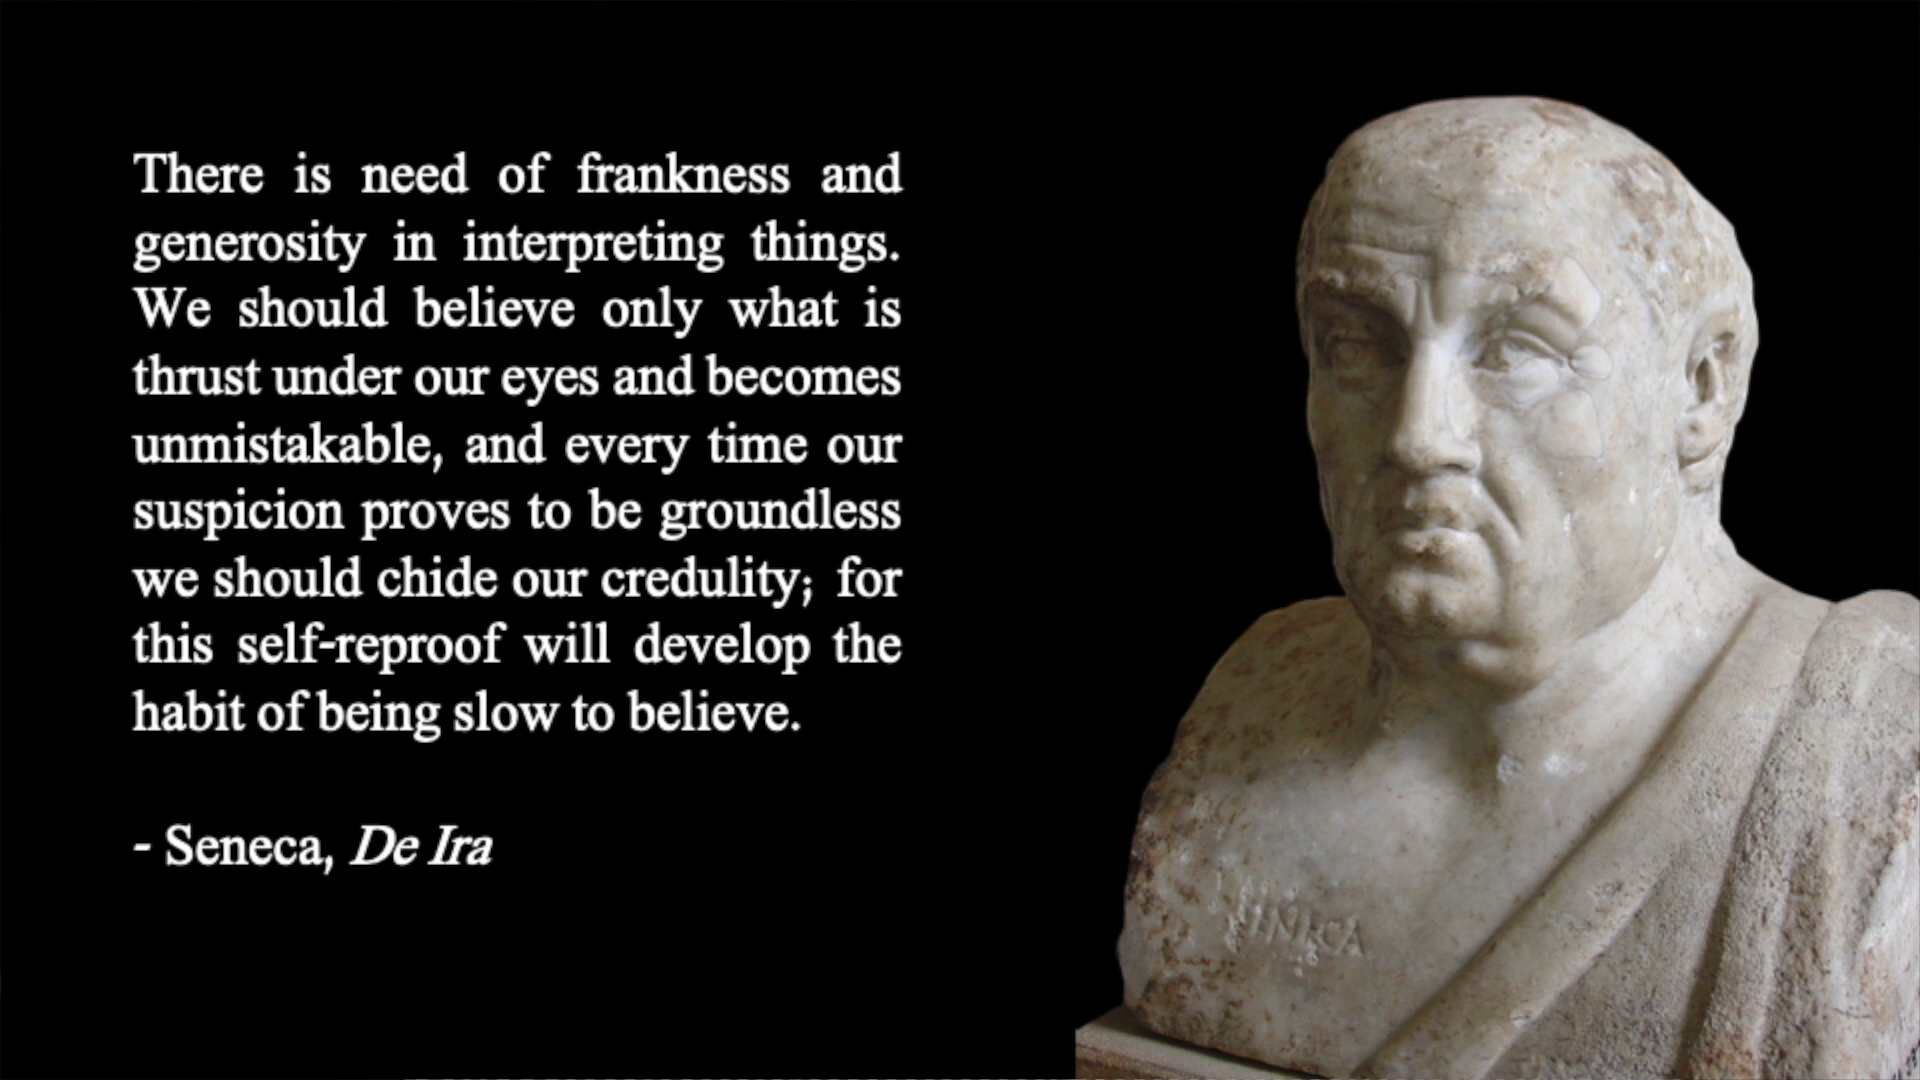 There is need of frankness and
generosity in interpreting things.
We should believe only what is
thrust under our eyes and becomes
unmistakable, and every time our
suspicion proves to be groundless
we should chide our credulity; for
this self-reproof will develop the
habit of being slow to believe.
- Seneca, De Ira